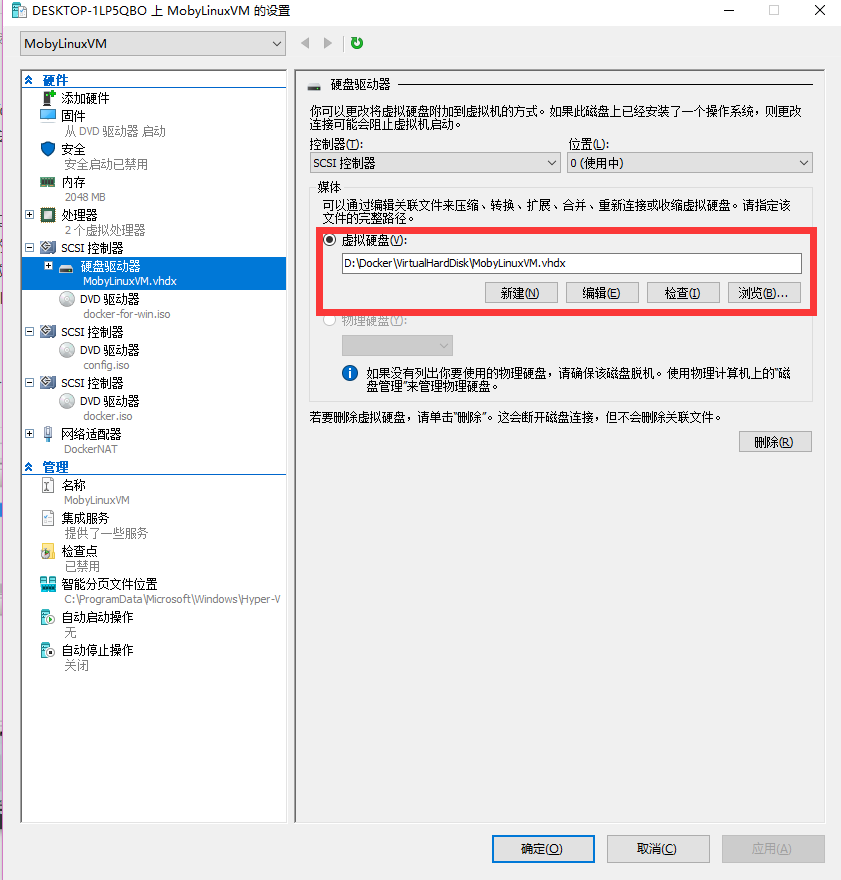 DESKTOP-1LP5QBO 上 MobyLinuxVM 的设置
MobyLinuxVM
硬件
添加硬件
固件
从 DVD 驱动器 启动
安全
安全启动已禁用
内存
2048 MB
处理器
2 个虚拟处理器
SCSI 控制器
硬盘驱动器
MobyLinuxVM.vhdx
DVD 驱动器
docker-for-win.iso
SCSI 控制器
DVD 驱动器
config.iso
SCSI 控制器
DVD 驱动器
docker.iso
网络适配器
DockerNAT
管理
名称
MobyLinuxVM
集成服务
提供了一些服务
检查点
已禁用
智能分页文件位置
C:\ProgramData\Microsoft\Windows\Hyper-V
自动启动操作
无
自动停止操作
关闭
硬盘驱动器
你可以更改将虚拟硬盘附加到虚拟机的方式。如果此磁盘上已经安装了一个操作系统，则更改
连接可能会阻止虚拟机启动。
控制器(T): 位置(L):
SCSI 控制器 0 (使用中)
媒体
可以通过编辑关联文件来压缩、转换、扩展、合并、重新连接或收缩虚拟硬盘。请指定该
文件的完整路径。
虚拟硬盘(V):
D:\Docker\VirtualHardDisk\MobyLinuxVM.vhdx
新建(N) 编辑(E) 检查(I) 浏览(B)...
物理硬盘(Y):
如果没有列出你要使用的物理硬盘，请确保该磁盘脱机。使用物理计算机上的“磁
盘管理”来管理物理硬盘。
若要删除虚拟硬盘，请单击“删除”。这会断开磁盘连接，但不会删除关联文件。
删除(R)
确定(O) 取消(C) 应用(A)